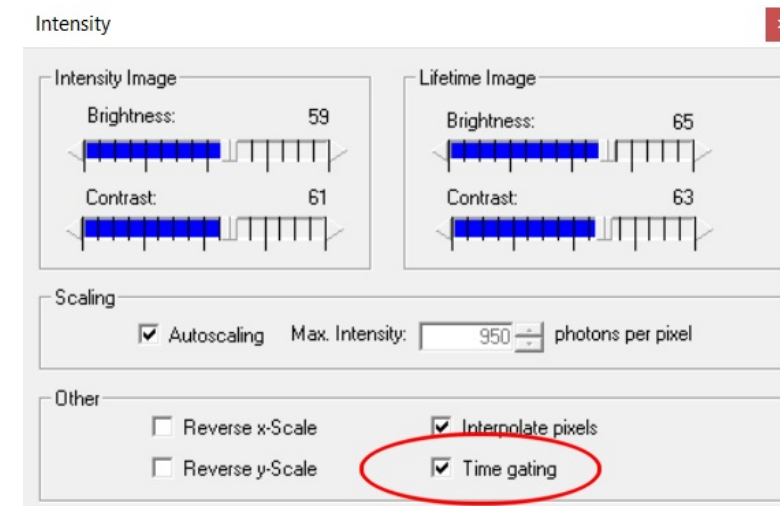 Intensity
Intensity Image
Brightness: 59
Contrast: 61
Lifetime Image
Brightness: 65
Contrast: 63
Scaling
Autoscaling Max. Intensity: 950 photons per pixel
Other
Reverse x-Scale Interpolate pixels
Reverse y-Scale Time gating